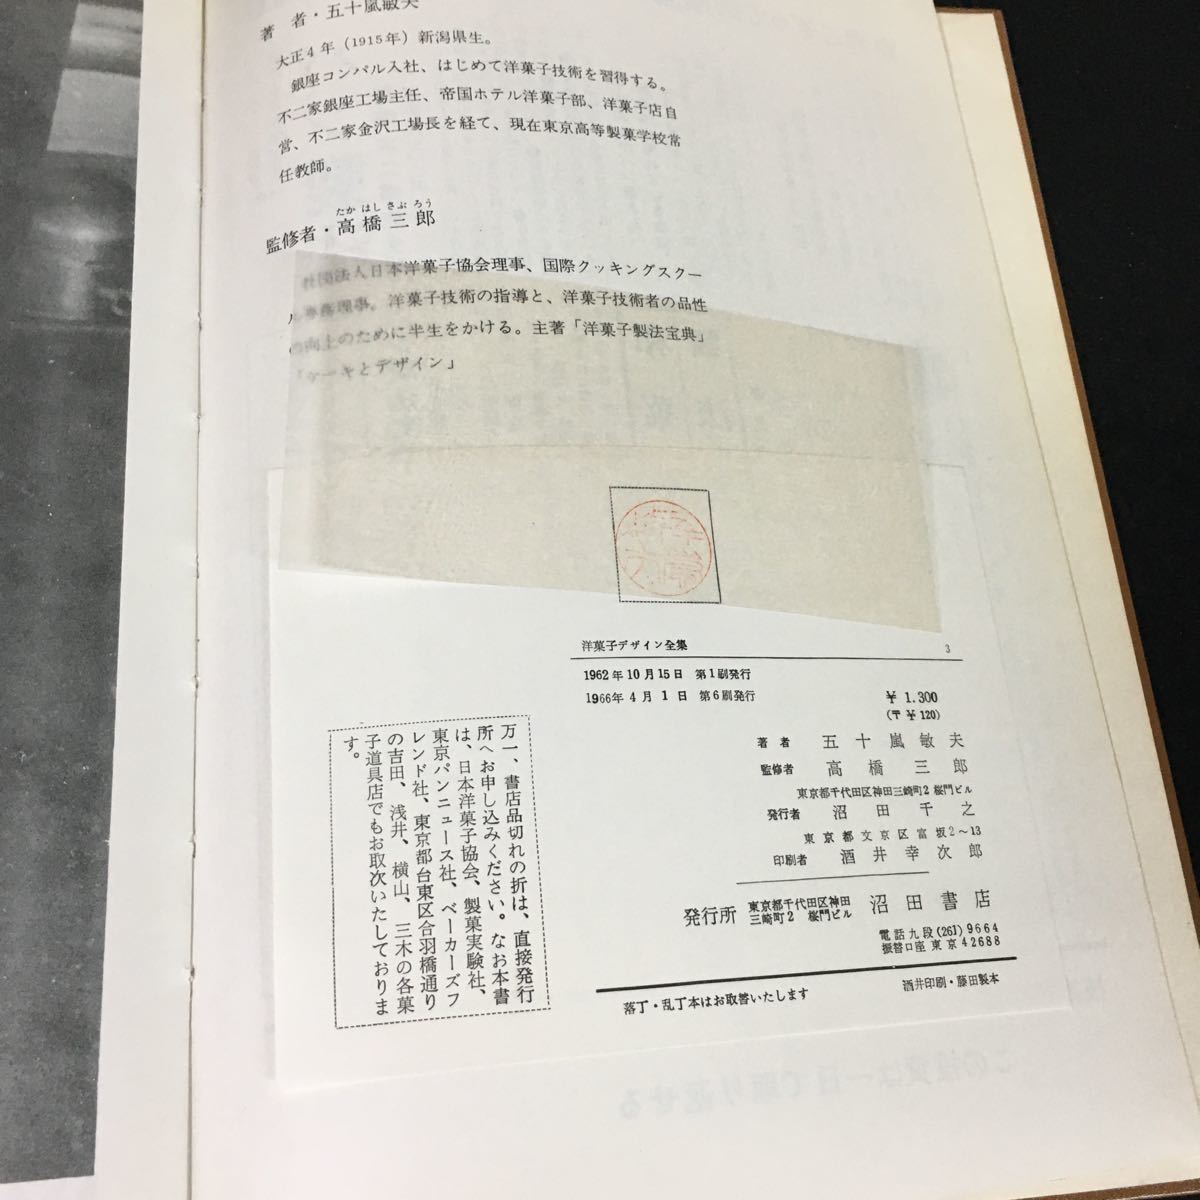 著者・五十嵐敏夫
大正4年(1915年)新潟県生。
銀座コンパル入社、はじめて洋菓子技術を習得する。
不二家銀座工場主任、帝国ホテル洋菓子部、洋菓子店自
営、不二家金沢工場長を経て、現在東京高等製菓学校常
任教師。
たかはしさぶろう
監修者・高橋三郎
社団法人日本洋菓子協会理事、国際クッキングスクー
ル専務理事。洋菓子技術の指導と、洋菓子技術者の品性
の向上のために半生をかける。主著「洋菓子製法宝典」
「ケーキとデザイン」
洋菓子デザイン全集 3
1962年10月15日 第1刷発行
1966年4月1日 第6刷発行
¥1.300
(〒¥120)
著者 五十嵐敏夫
監修者 高橋三郎
東京都千代田区神田三崎町2 桜門ビル
発行者 沼田千之
東京都文京区富坂2〜13
印刷者 酒井幸次郎
発行所 東京都千代田区神田
三崎町2 桜門ビル 沼田書店
電話九段(261)9664
振替口座東京42688
落丁・乱丁本はお取替いたします
酒井印刷・藤田製本
万一、書店品切れの折は、直接発行
所へお申し込みください。なお本書
は、日本洋菓子協会、製菓実験社、
東京パンニュース社、ベーカーズフ
レンド社、東京都台東区合羽橋通り
の吉田、浅井、横山、三木の各菓
子道具店でもお取次いたしておりま
す。